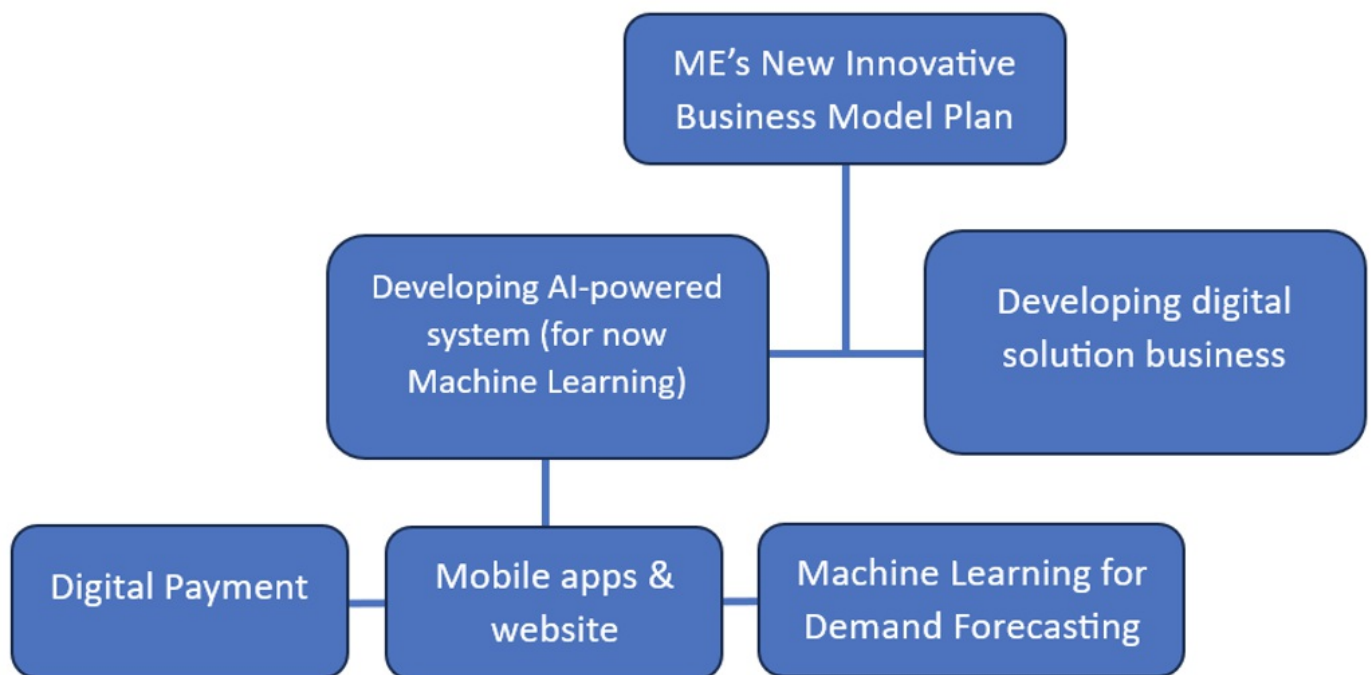 ME’s New Innovative
Business Model Plan
Developing AI-powered
system (for now
Machine Learning)
Developing digital
solution business
Digital Payment
Mobile apps &
website
Machine Learning for
Demand Forecasting